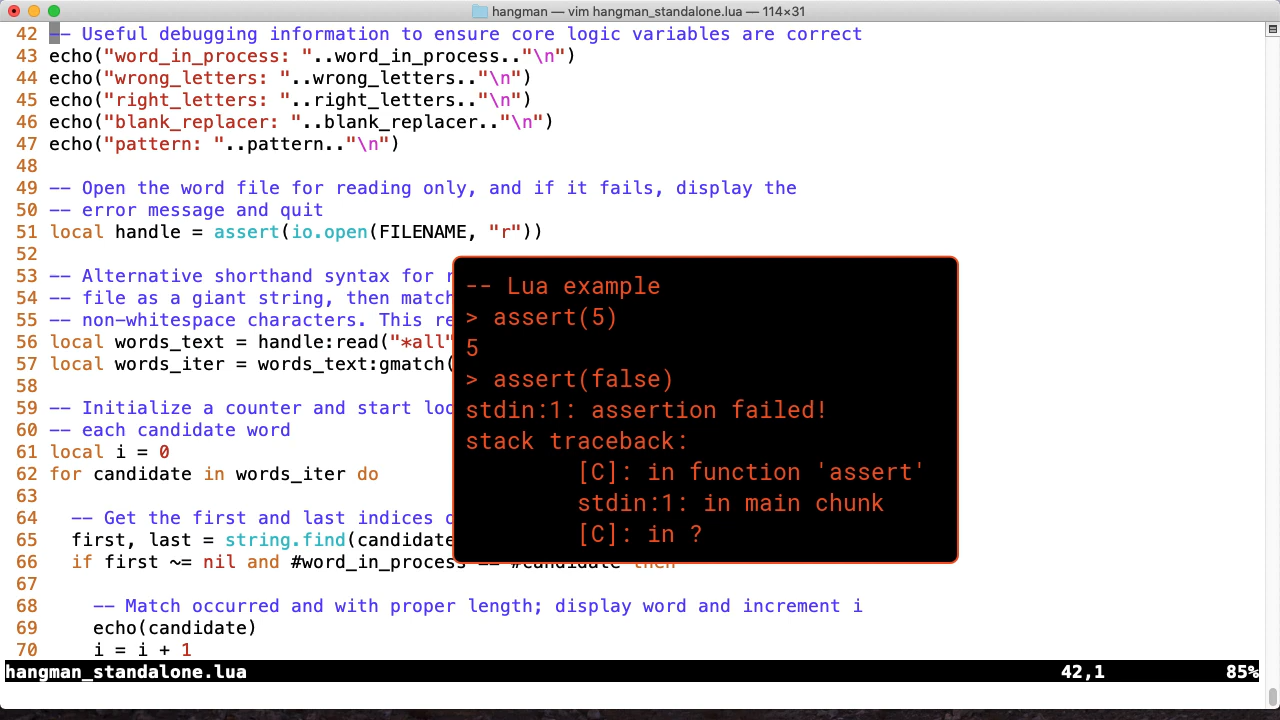 hangman — vim hangman_standalone.lua — 114×31
42 -- Useful debugging information to ensure core logic variables are correct
43 echo("word_in_process: "..word_in_process.."\n")
44 echo("wrong_letters: "..wrong_letters.."\n")
45 echo("right_letters: "..right_letters.."\n")
46 echo("blank_replacer: "..blank_replacer.."\n")
47 echo("pattern: "..pattern.."\n")
48
49 -- Open the word file for reading only, and if it fails, display the
50 -- error message and quit
51 local handle = assert(io.open(FILENAME, "r"))
52
53 -- Alternative shorthand syntax for
54 -- file as a giant string, then match
55 -- non-whitespace characters. This
56 local words_text = handle:read("*all"
57 local words_iter = words_text:gmatch(
58
59 -- Initialize a counter and start
60 -- each candidate word
61 local i = 0
62 for candidate in words_iter do
63
64 -- Get the first and last indices
65 first, last = string.find(candidate
66 if first ~= nil and #word_in_process == #candidate then
67
68 -- Match occurred and with proper length; display word and increment i
69 echo(candidate)
70 i = i + 1
-- Lua example
> assert(5)
5
> assert(false)
stdin:1: assertion failed!
stack traceback:
[C]: in function 'assert'
stdin:1: in main chunk
[C]: in ?
hangman_standalone.lua 42,1 85%